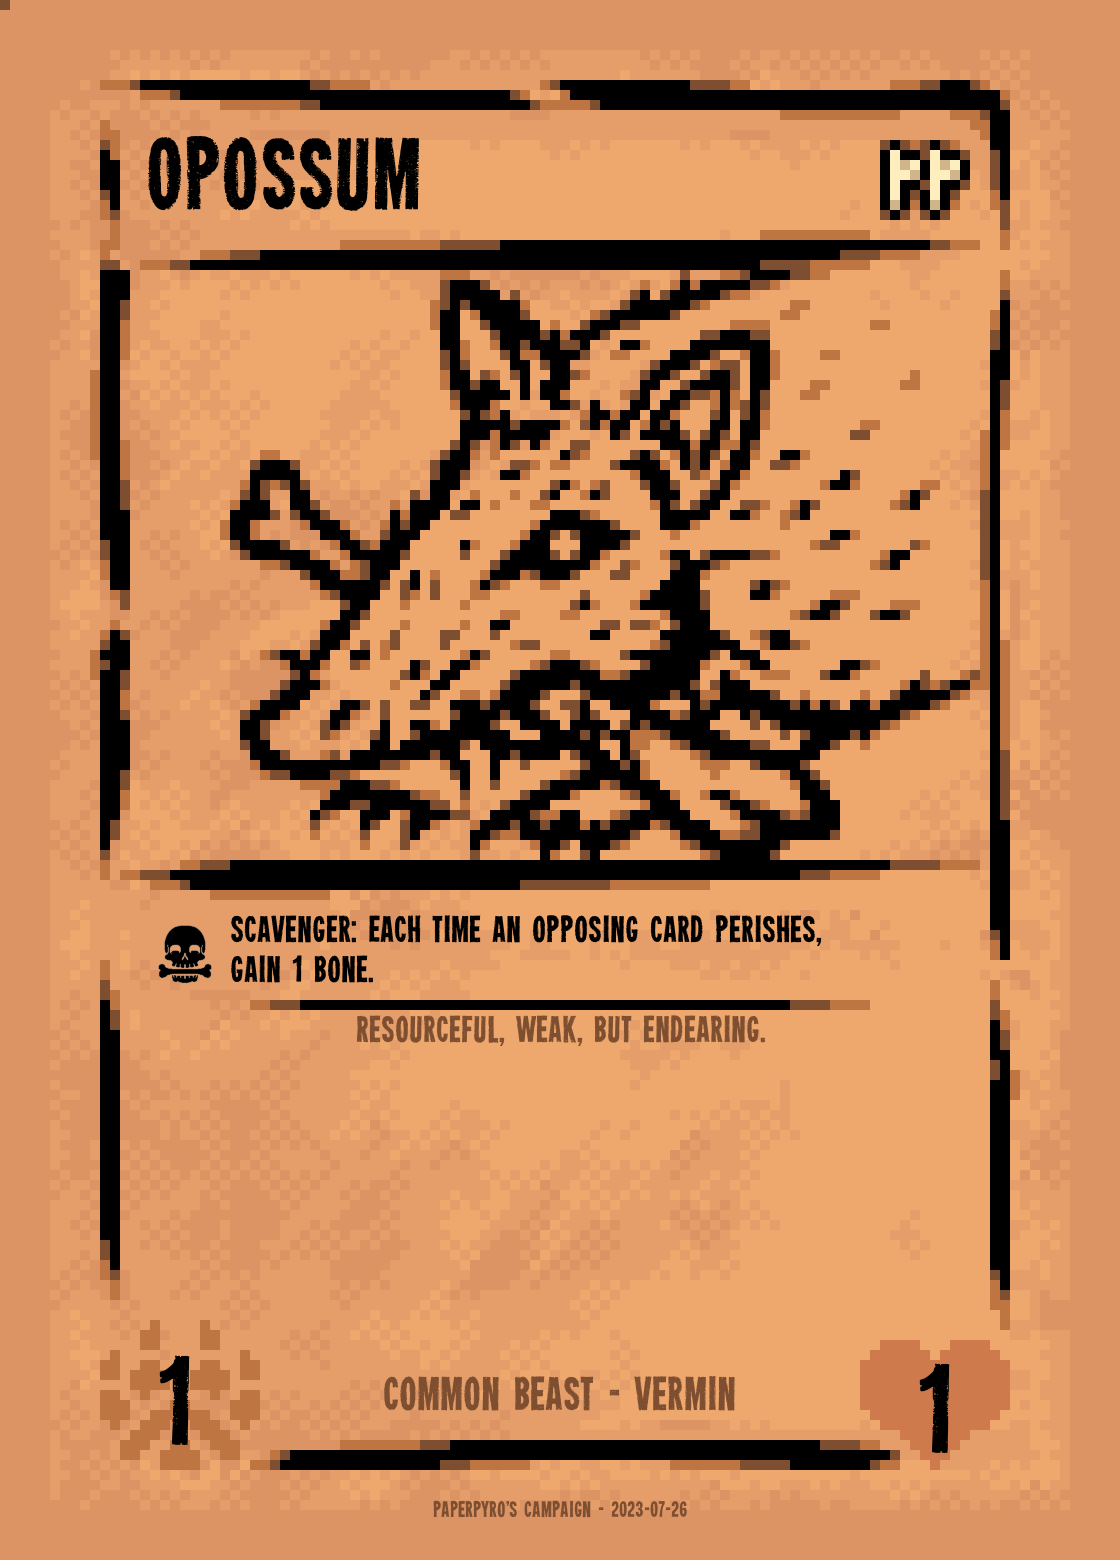 OPOSSUM
SCAVENGER: EACH TIME AN OPPOSING CARD PERISHES,
GAIN 1 BONE.
RESOURCEFUL, WEAK, BUT ENDEARING.
1
COMMON BEAST - VERMIN
1
PAPERPYRO'S CAMPAIGN - 2023-07-26